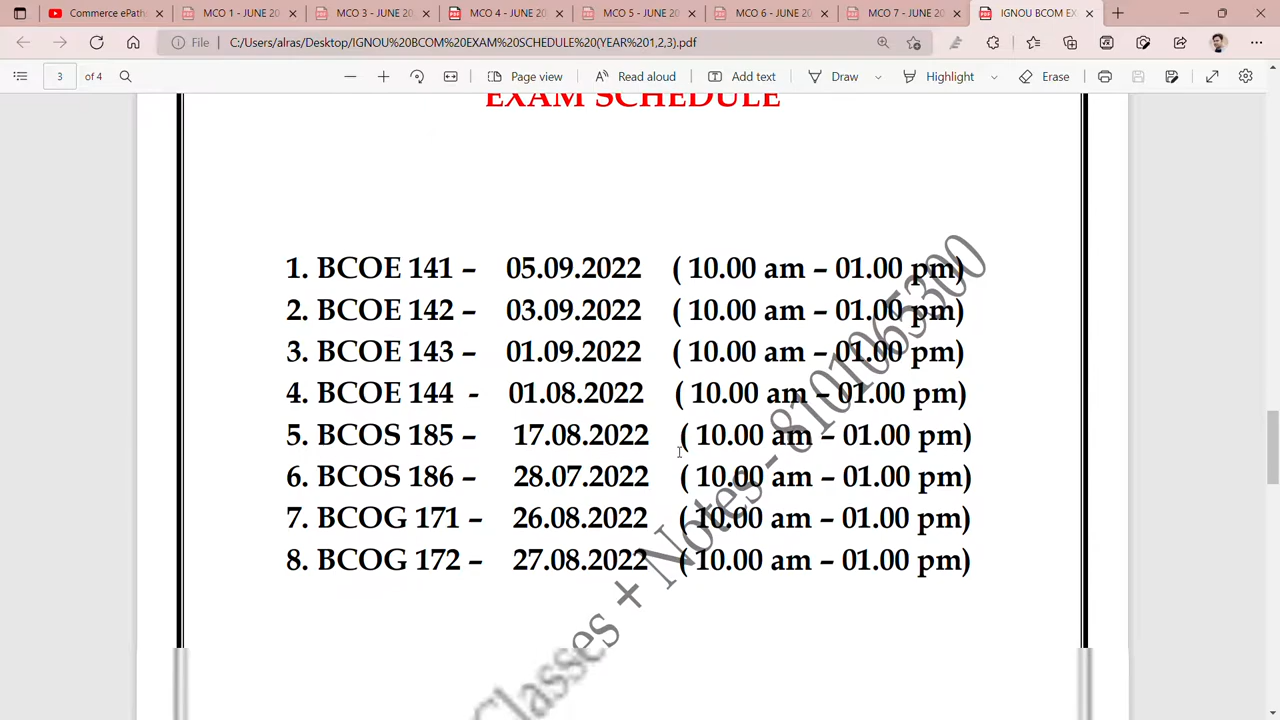 Commerce ePaths
MCO 1 - JUNE 20
MCO 3 - JUNE 20
MCO 4 - JUNE 20
MCO 5 - JUNE 20
MCO 7 - JUNE 20
IGNOU BCOM EX
File
C:/Users/alras/Desktop/IGNOU%20BCOM%20EXAM%20SCHEDULE%20(YEAR%201,2,3).pdf
3 of 4
Page view
Read aloud
Add text
Draw
Highlight
Erase
EXAM SCHEDULE
1. BCOE 141 – 05.09.2022 ( 10.00 am – 01.00 pm)
2. BCOE 142 – 03.09.2022 ( 10.00 am – 01.00 pm)
3. BCOE 143 – 01.09.2022 ( 10.00 am – 01.00 pm)
4. BCOE 144 - 01.08.2022 ( 10.00 am – 01.00 pm)
5. BCOS 185 – 17.08.2022 ( 10.00 am – 01.00 pm)
6. BCOS 186 – 28.07.2022 ( 10.00 am – 01.00 pm)
7. BCOG 171 – 26.08.2022 ( 10.00 am – 01.00 pm)
8. BCOG 172 – 27.08.2022 ( 10.00 am – 01.00 pm)
Classes + Notes - 8101065300